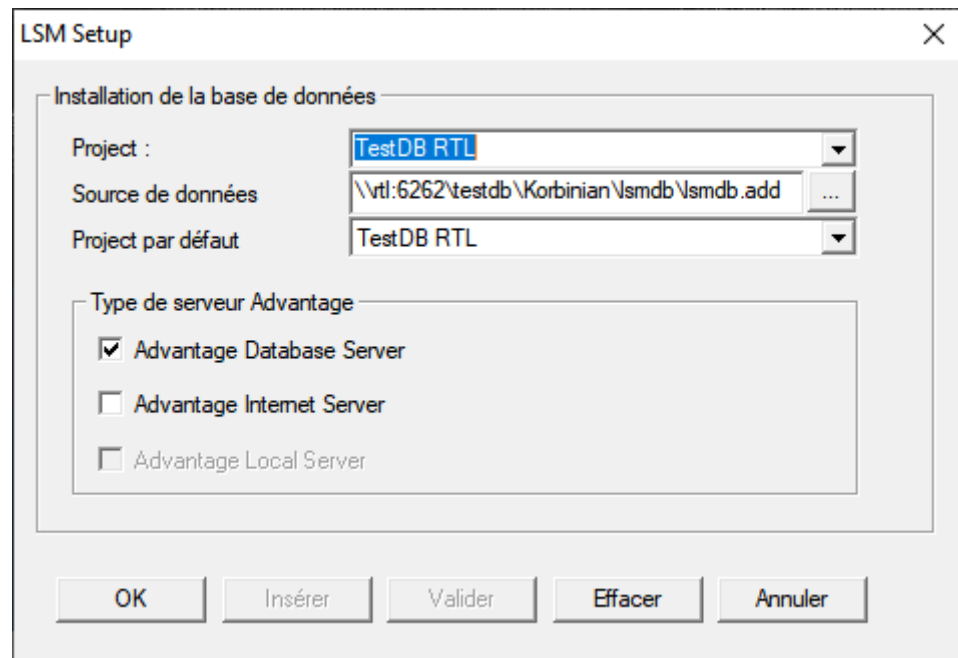 LSM Setup
Installation de la base de données
Project :
TestDB RTL
Source de données
\\rtl:6262\testdb\Korbinian\lsmdb\lsmdb.add
...
Project par défaut
TestDB RTL
Type de serveur Advantage
Advantage Database Server
Advantage Internet Server
Advantage Local Server
OK
Insérer
Valider
Effacer
Annuler